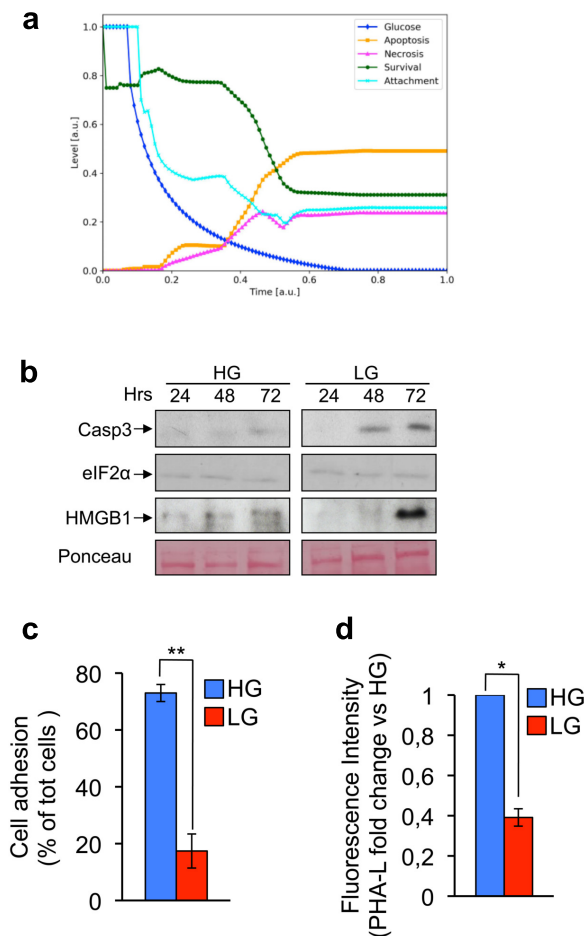 a
Glucose
Apoptosis
Necrosis
Survival
Attachment
Level [a.u.]
1.0
0.8
0.6
0.4
0.2
0.0
0.0 0.2 0.4 0.6 0.8 1.0
Time [a.u.]
b
HG LG
Hrs 24 48 72 24 48 72
Casp3
eIF2α
HMGB1
Ponceau
c
**
HG
LG
Cell adhesion
(% of tot cells )
80
60
40
20
0
d
*
HG
LG
Fluorescence Intensity
(PHA-L fold change vs HG)
1
0,8
0,6
0,4
0,2
0